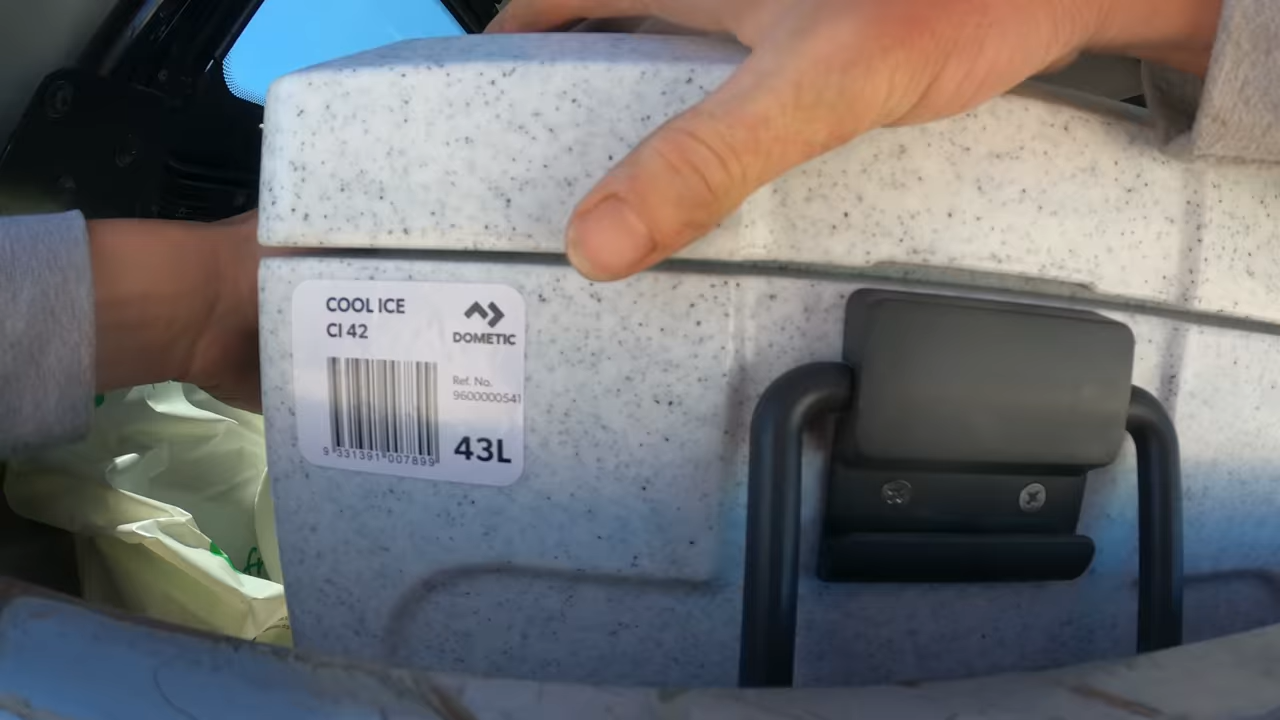 COOL ICE
CI 42
DOMETIC
Ref. No.
9600000541
43L
9 331391 007899